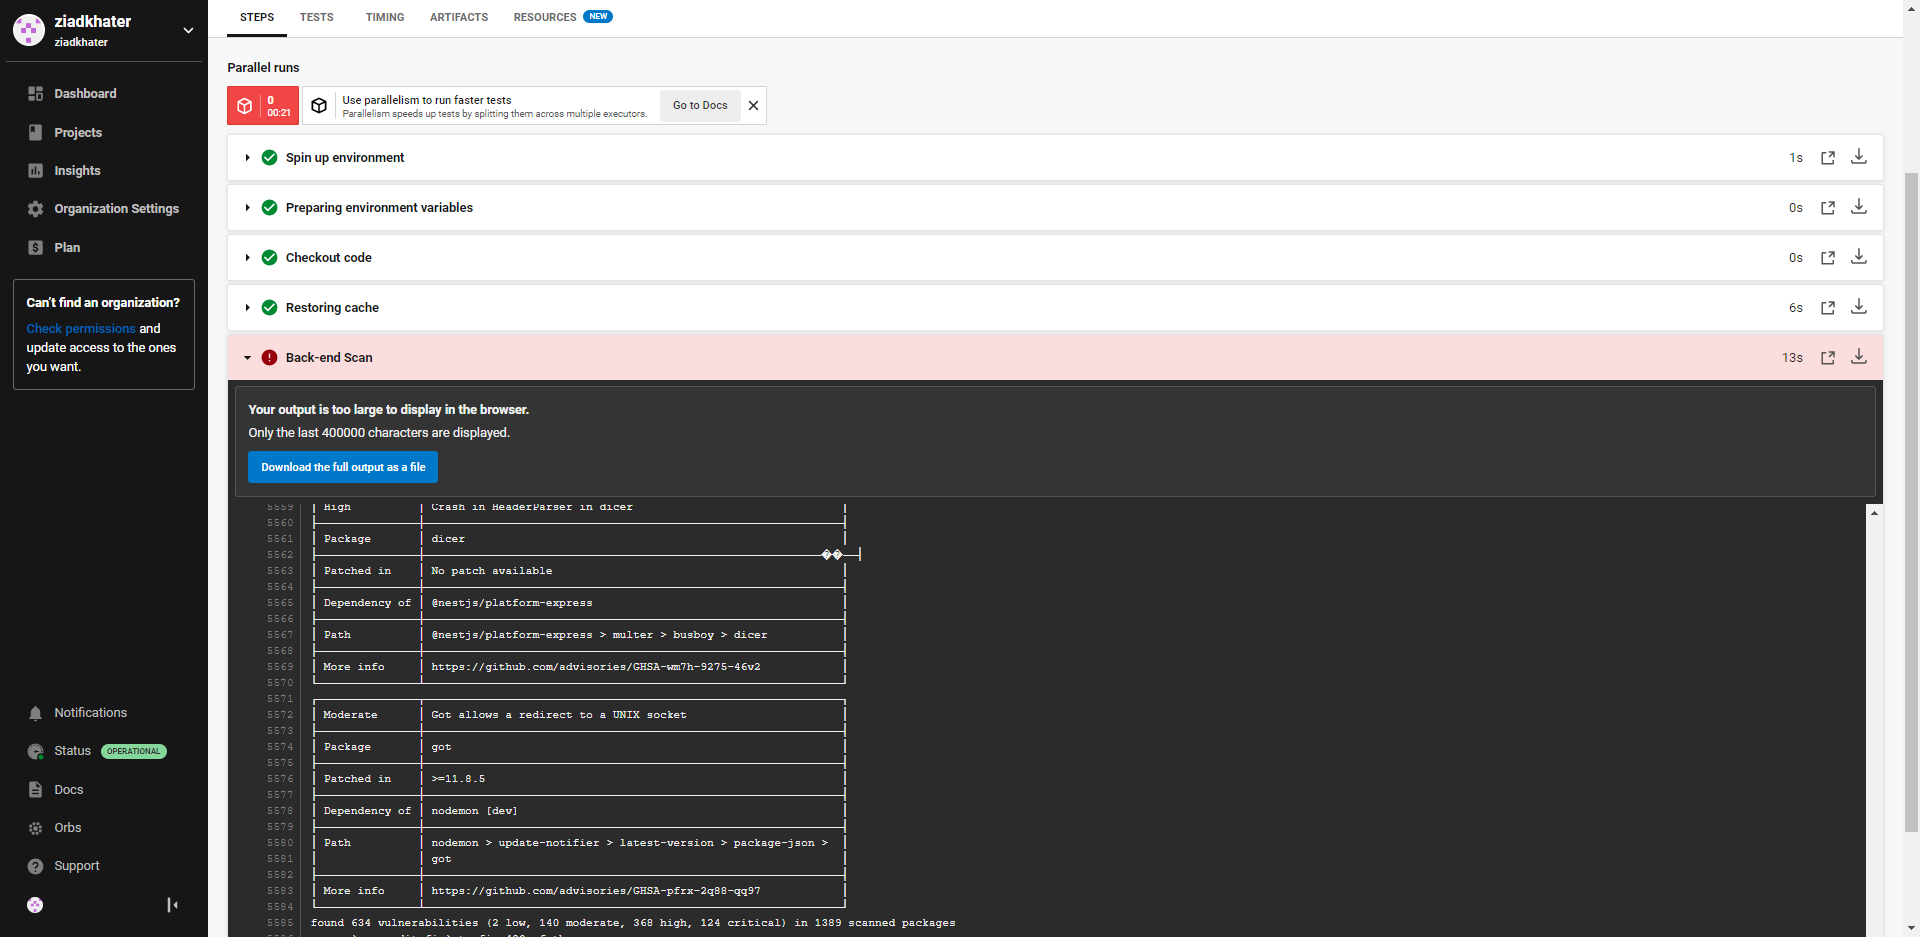 ziadkhater
ziadkhater
Dashboard
Projects
Insights
Organization Settings
Plan
Can't find an organization?
Check permissions and
update access to the ones
you want.
Notifications
Status OPERATIONAL
Docs
Orbs
Support
STEPS TESTS TIMING ARTIFACTS RESOURCES NEW
Parallel runs
0
00:21
Use parallelism to run faster tests
Parallelism speeds up tests by splitting them across multiple executors.
Go to Docs
Spin up environment 1s
Preparing environment variables 0s
Checkout code 0s
Restoring cache 6s
Back-end Scan 13s
Your output is too large to display in the browser.
Only the last 400000 characters are displayed.
Download the full output as a file
5559 High Crash in HeaderParser in dicer
5560
5561 Package dicer
5562 ��
5563 Patched in No patch available
5564
5565 Dependency of @nestjs/platform-express
5566
5567 Path @nestjs/platform-express > multer > busboy > dicer
5568
5569 More info https://github.com/advisories/GHSA-wm7h-9275-46v2
5570
5571
5572 Moderate Got allows a redirect to a UNIX socket
5573
5574 Package got
5575
5576 Patched in >=11.8.5
5577
5578 Dependency of nodemon [dev]
5579
5580 Path nodemon > update-notifier > latest-version > package-json >
5581 got
5582
5583 More info https://github.com/advisories/GHSA-pfrx-2q88-qq97
5584
5585 found 634 vulnerabilities (2 low, 140 moderate, 368 high, 124 critical) in 1389 scanned packages